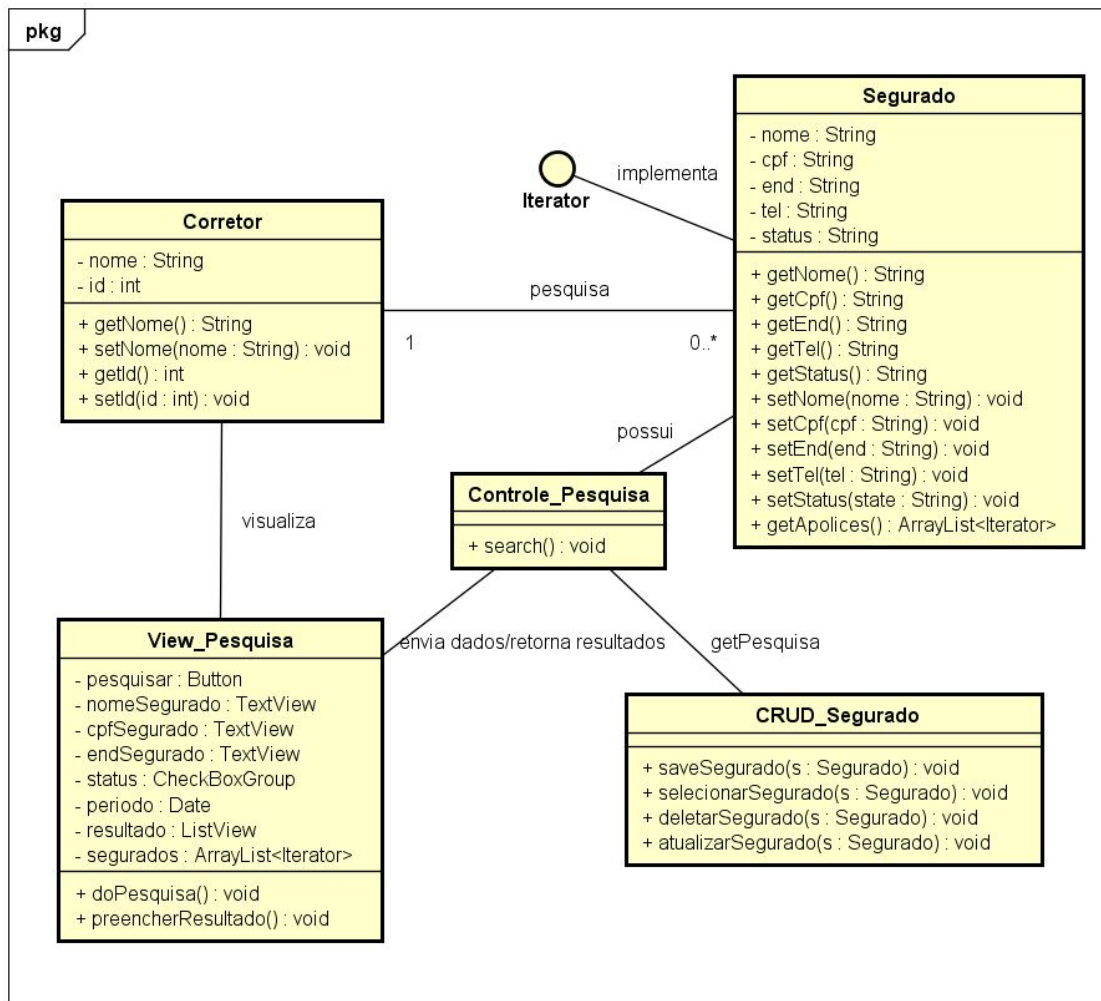 pkg
Segurado
- nome : String
- cpf : String
- end : String
- tel : String
- status : String
+ getNome() : String
+ getCpf() : String
+ getEnd() : String
+ getTel() : String
+ getStatus() : String
+ setNome(nome : String) : void
+ setCpf(cpf : String) : void
+ setEnd(end : String) : void
+ setTel(tel : String) : void
+ setStatus(state : String) : void
+ getApolices() : ArrayList<Iterator>
implementa
Iterator
Corretor
- nome : String
- id : int
+ getNome() : String
+ setNome(nome : String) : void
+ getId() : int
+ setId(id : int) : void
pesquisa
1
0..*
possui
Controle_Pesquisa
+ search() : void
visualiza
View_Pesquisa
- pesquisar : Button
- nomeSegurado : TextView
- cpfSegurado : TextView
- endSegurado : TextView
- status : CheckBoxGroup
- periodo : Date
- resultado : ListView
- segurados : ArrayList<Iterator>
+ doPesquisa() : void
+ preencherResultado() : void
envia dados/retorna resultados
getPesquisa
CRUD_Segurado
+ saveSegurado(s : Segurado) : void
+ selecionarSegurado(s : Segurado) : void
+ deletarSegurado(s : Segurado) : void
+ atualizarSegurado(s : Segurado) : void